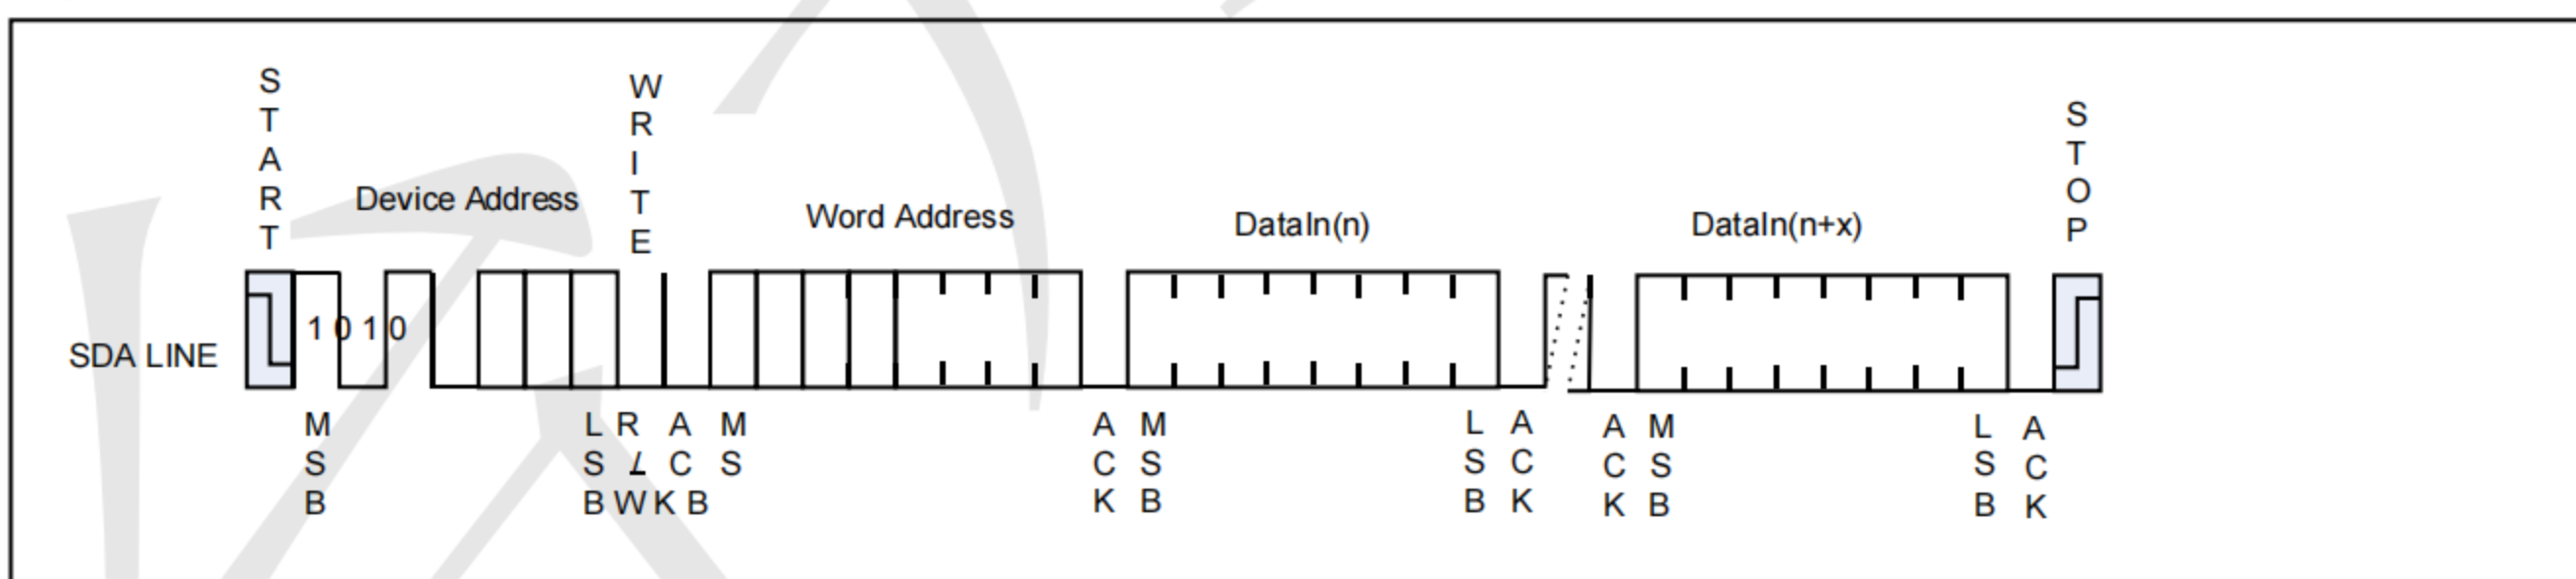 START
WRITE
STOP
Device Address
Word Address
DataIn(n)
DataIn(n+x)
SDA LINE
1 0 1 0
MSB
LSB
R/W
ACK
MSB
ACK
MSB
LSB
ACK
ACK
MSB
LSB
ACK